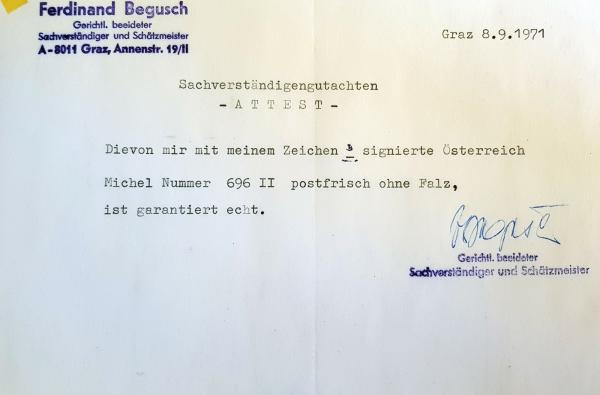 Ferdinand Begusch
Gerichtl. beeideter
Sachverständiger und Schätzmeister
A-8011 Graz, Annenstr. 19/II
Graz 8.9.1971
Sachverständigengutachten
- A T T E S T -
Dievon mir mit meinem Zeichen signierte Österreich
Michel Nummer 696 II postfrisch ohne Falz,
ist garantiert echt.
Begusch
Gerichtl. beeideter
Sachverständiger und Schätzmeister